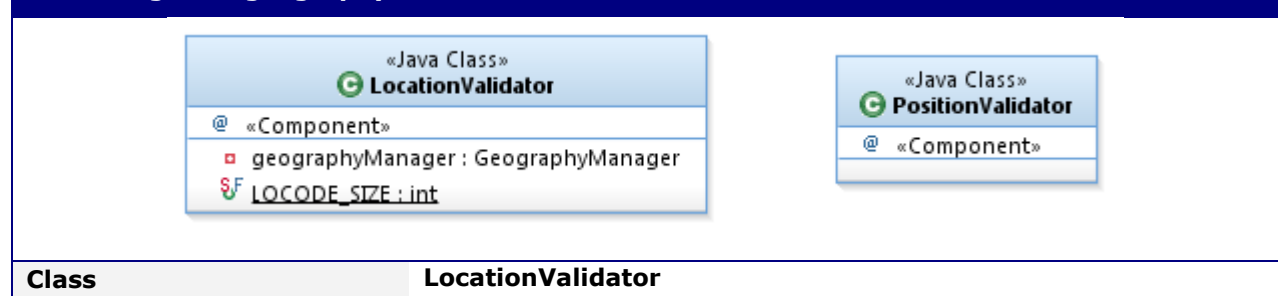 «Java Class»
LocationValidator
@ «Component»
geographyManager : GeographyManager
LOCODE_SIZE : int
«Java Class»
PositionValidator
@ «Component»
Class LocationValidator